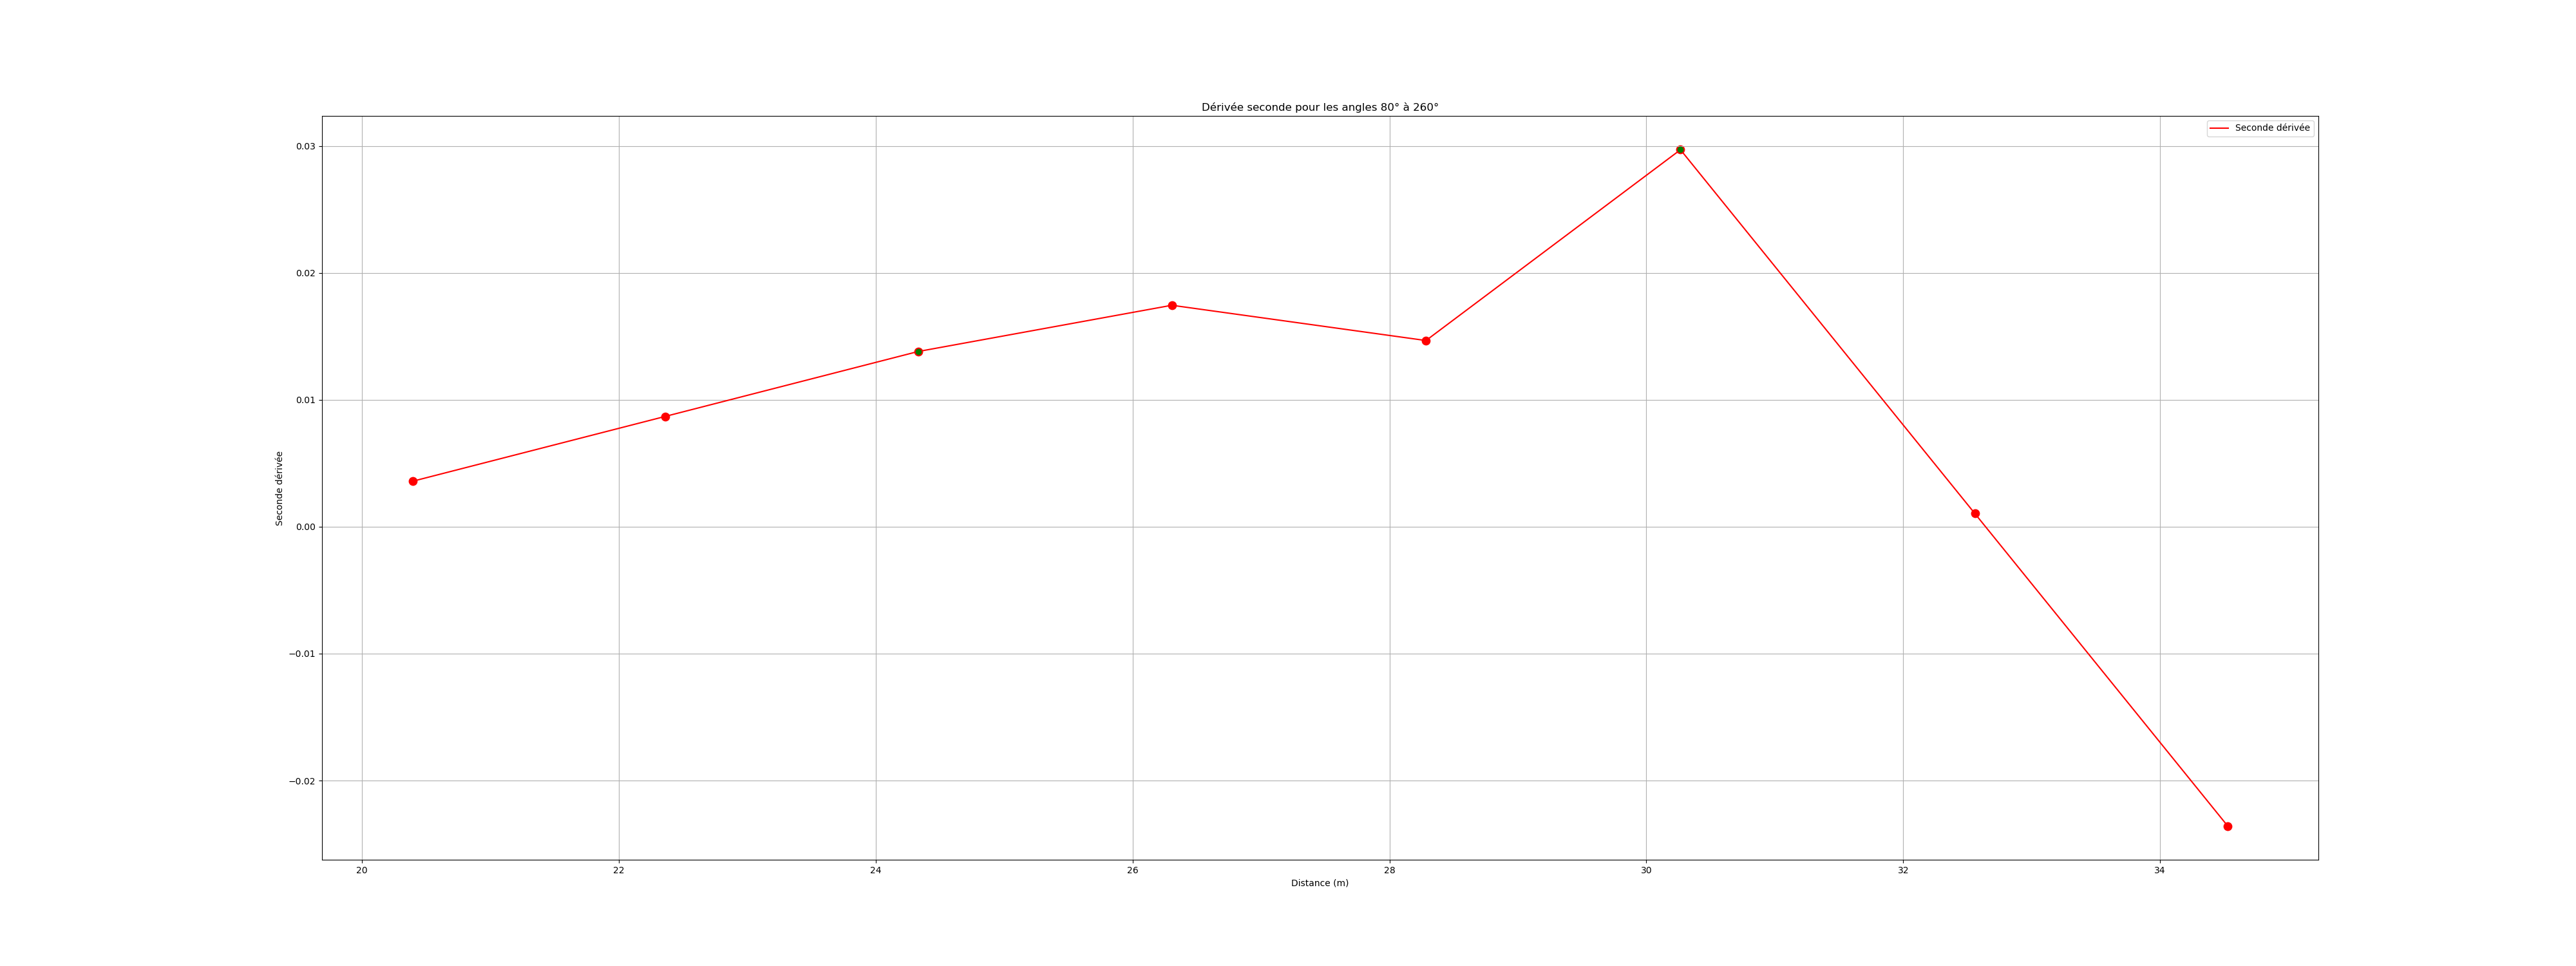 Dérivée seconde pour les angles 80° à 260°
Seconde dérivée
0.03
0.02
0.01
0.00
−0.01
−0.02
Seconde dérivée
20 22 24 26 28 30 32 34
Distance (m)